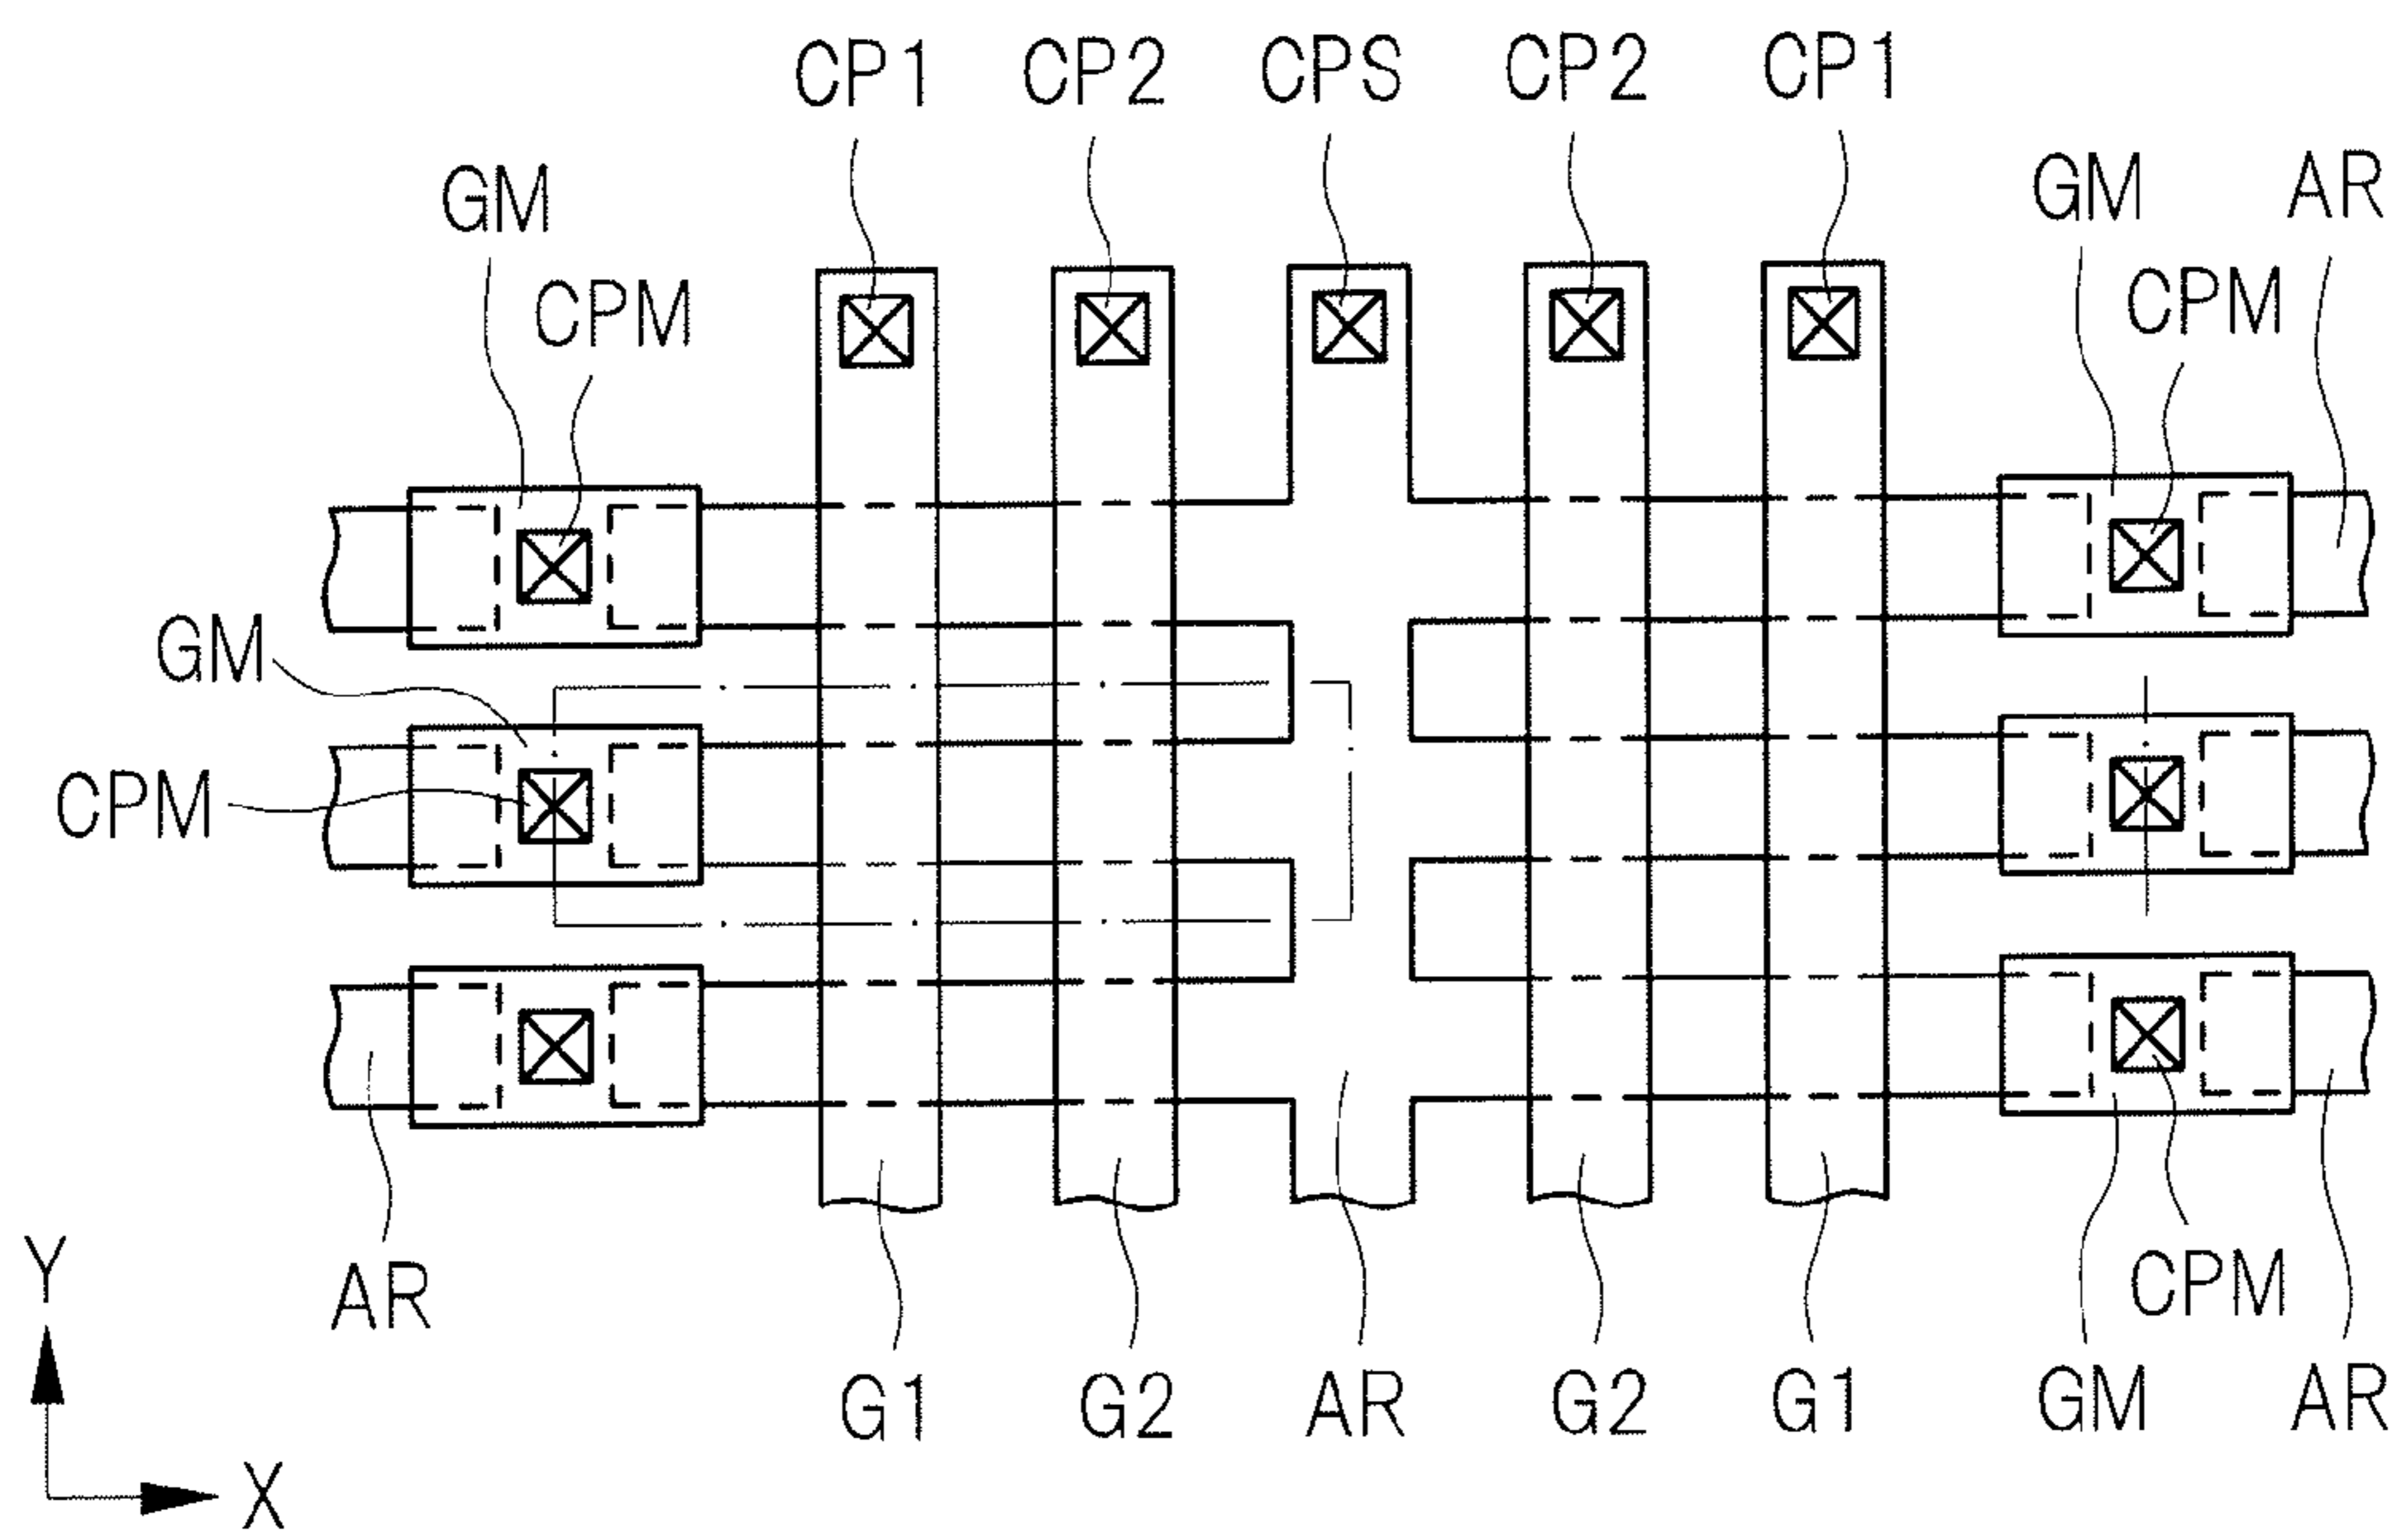 CP1 CP2 CPS CP2 CP1
GM GM AR
CPM CPM
GM
CPM
Y AR CPM
G1 G2 AR G2 G1 GM AR
X